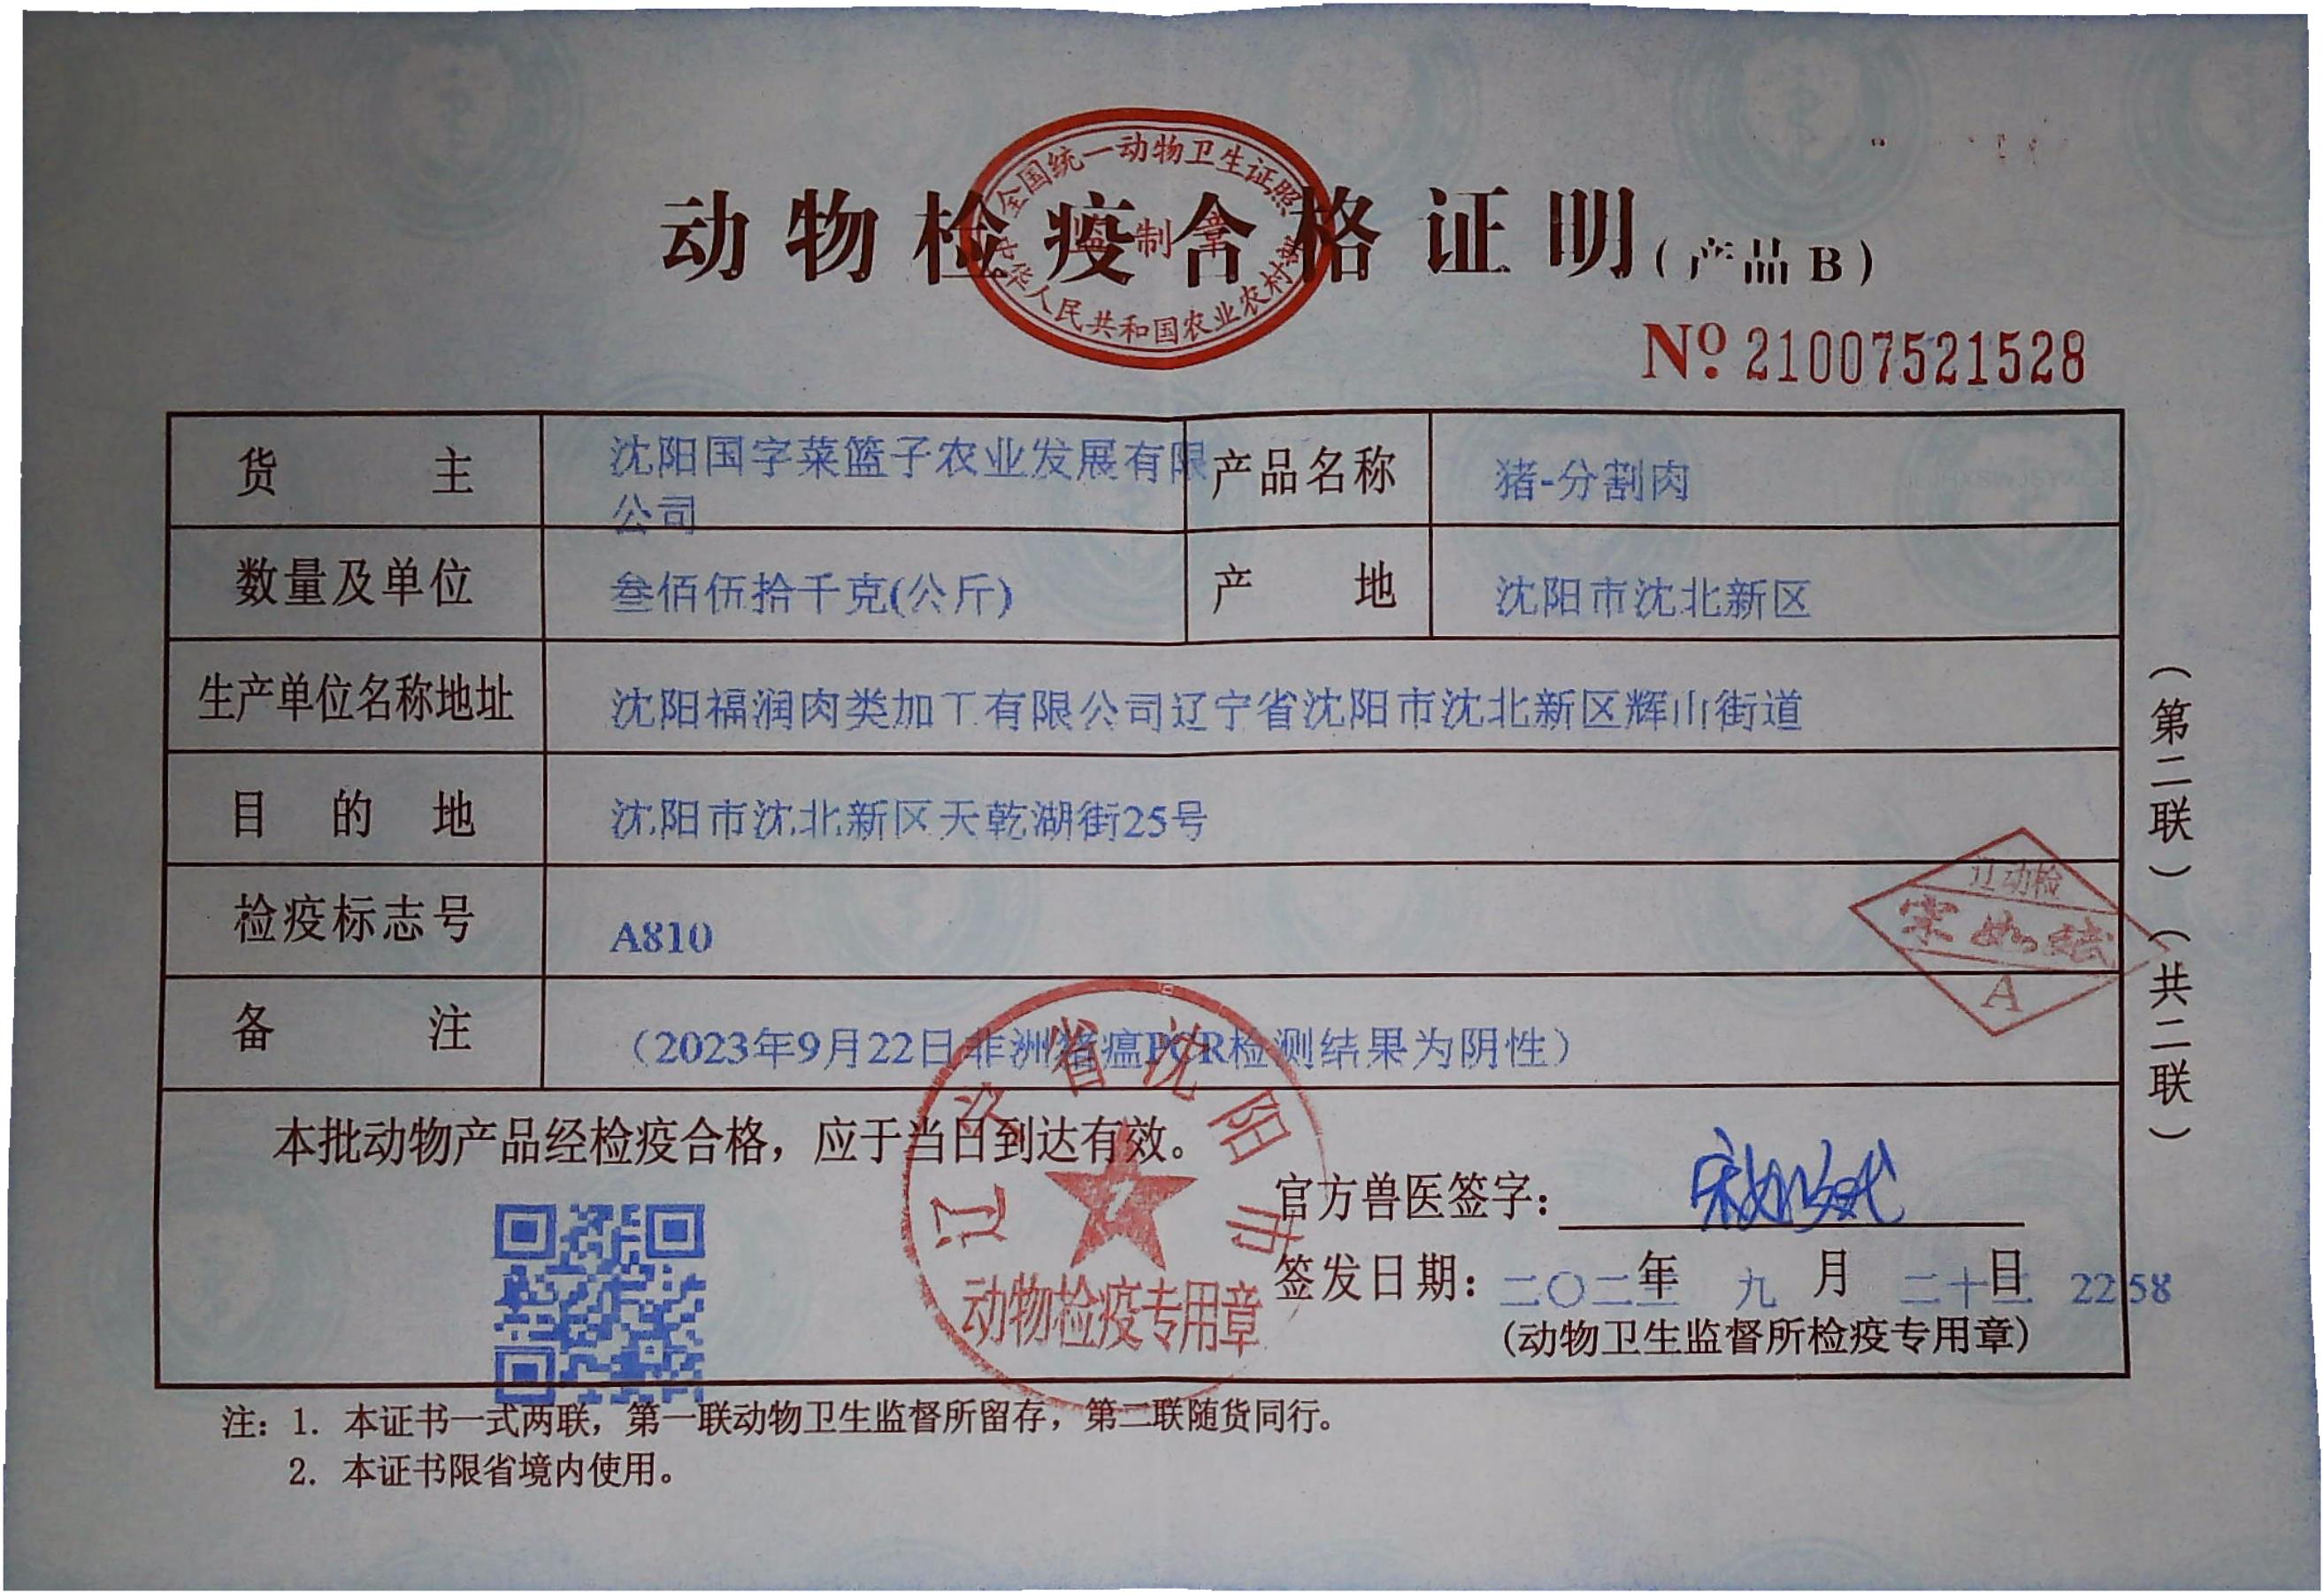 全国统一动物卫生证照
监制章
中华人民共和国农业农村部
动物检疫合格证明(产品B)
Nº 21007521528
货主 沈阳国字菜篮子农业发展有限公司 产品名称 猪-分割肉
数量及单位 叁佰伍拾千克(公斤) 产地 沈阳市沈北新区
生产单位名称地址 沈阳福润肉类加工有限公司辽宁省沈阳市沈北新区辉山街道
目的地 沈阳市沈北新区天乾湖街25号
检疫标志号 A810
辽动检
A
备注 （2023年9月22日非洲猪瘟PCR检测结果为阴性）
本批动物产品经检疫合格，应于当日到达有效。
辽宁省沈阳市
动物检疫专用章
官方兽医签字：
签发日期：二〇二三年 九月 二十二日 22:58
(动物卫生监督所检疫专用章)
（第二联）（共二联）
注：1. 本证书一式两联，第一联动物卫生监督所留存，第二联随货同行。
2. 本证书限省境内使用。